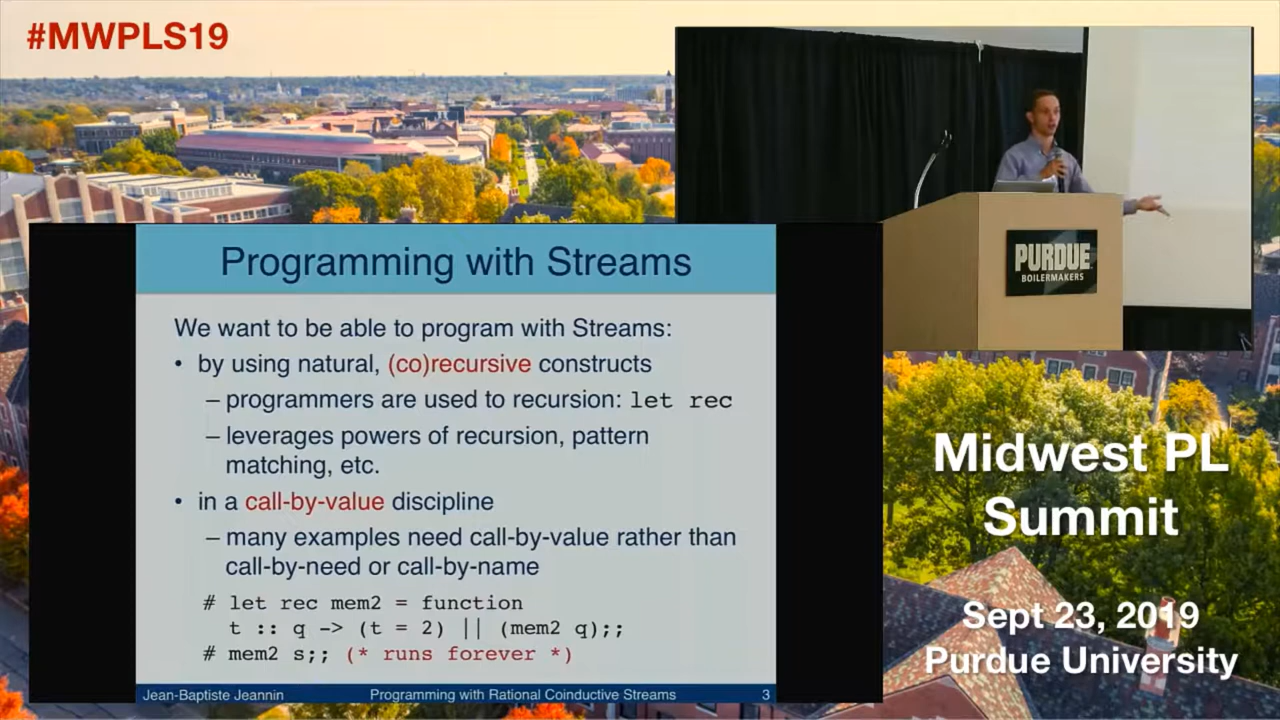 #MWPLS19
PURDUE
BOILERMAKERS
Programming with Streams
We want to be able to program with Streams:
• by using natural, (co)recursive constructs
– programmers are used to recursion: let rec
– leverages powers of recursion, pattern
matching, etc.
• in a call-by-value discipline
– many examples need call-by-value rather than
call-by-need or call-by-name
# let rec mem2 = function
t :: q -> (t = 2) || (mem2 q);;
# mem2 s;; (* runs forever *)
Jean-Baptiste Jeannin Programming with Rational Coinductive Streams 3
Midwest PL
Summit
Sept 23, 2019
Purdue University